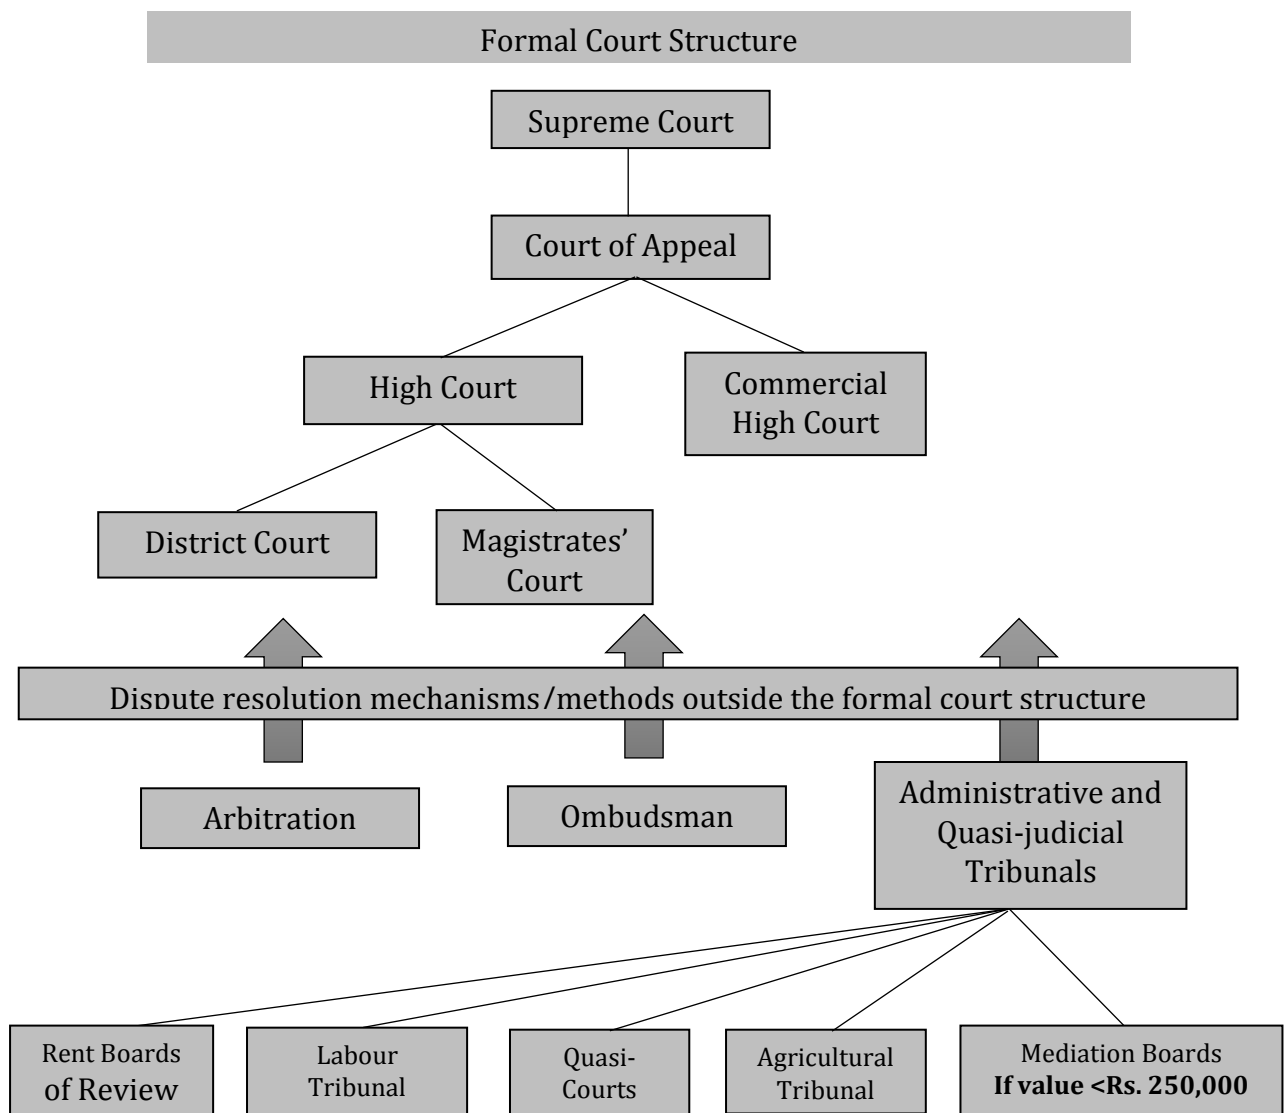 Formal Court Structure
Supreme Court
Court of Appeal
High Court
Commercial
High Court
District Court
Magistrates’
Court
Dispute resolution mechanisms/methods outside the formal court structure
Arbitration
Ombudsman
Administrative and
Quasi-judicial
Tribunals
Rent Boards
of Review
Labour
Tribunal
Quasi-
Courts
Agricultural
Tribunal
Mediation Boards
If value <Rs. 250,000